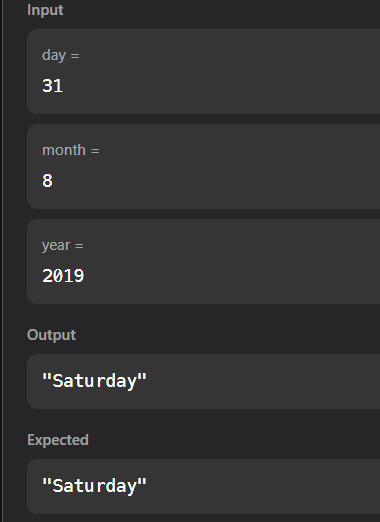 Input
day =
31
month =
8
year =
2019
Output
"Saturday"
Expected
"Saturday"